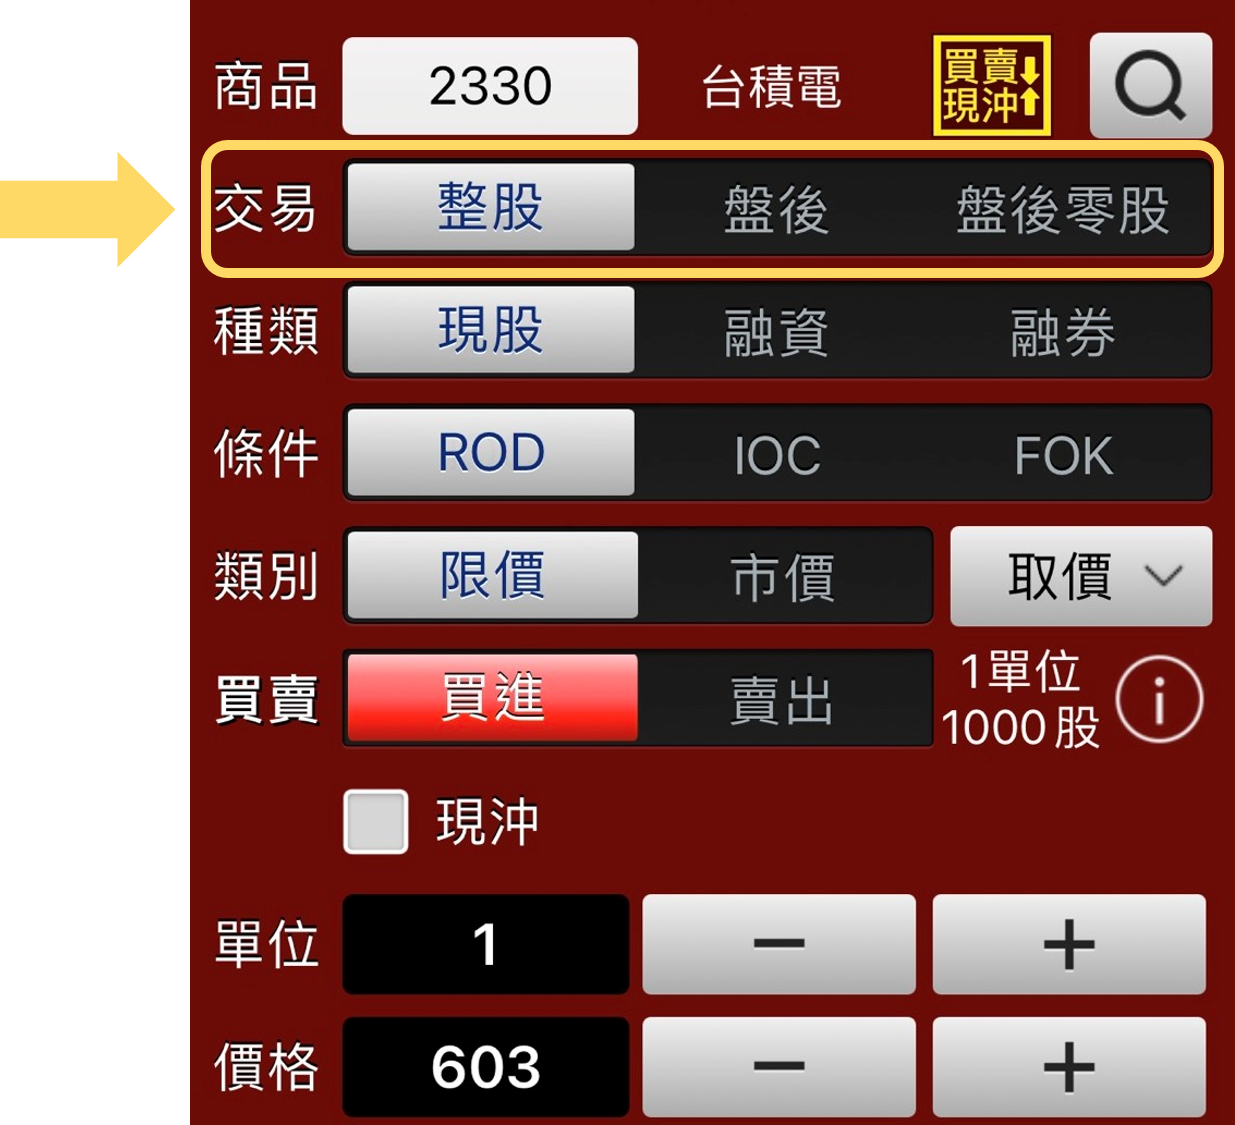 商品 2330 台積電 買賣
現沖
交易 整股 盤後 盤後零股
種類 現股 融資 融券
條件 ROD IOC FOK
類別 限價 市價 取價
買賣 買進 賣出 1單位
1000股
現沖
單位 1 − +
價格 603 − +